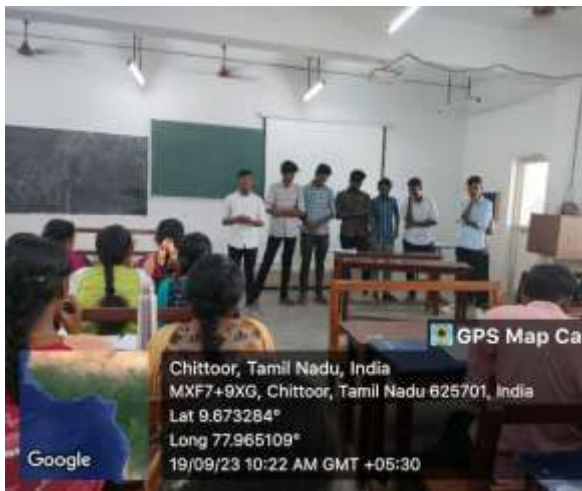 GPS Map Ca
Chittoor, Tamil Nadu, India
MXF7+9XG, Chittoor, Tamil Nadu 625701, India
Lat 9.673284°
Long 77.965109°
19/09/23 10:22 AM GMT +05:30
Google